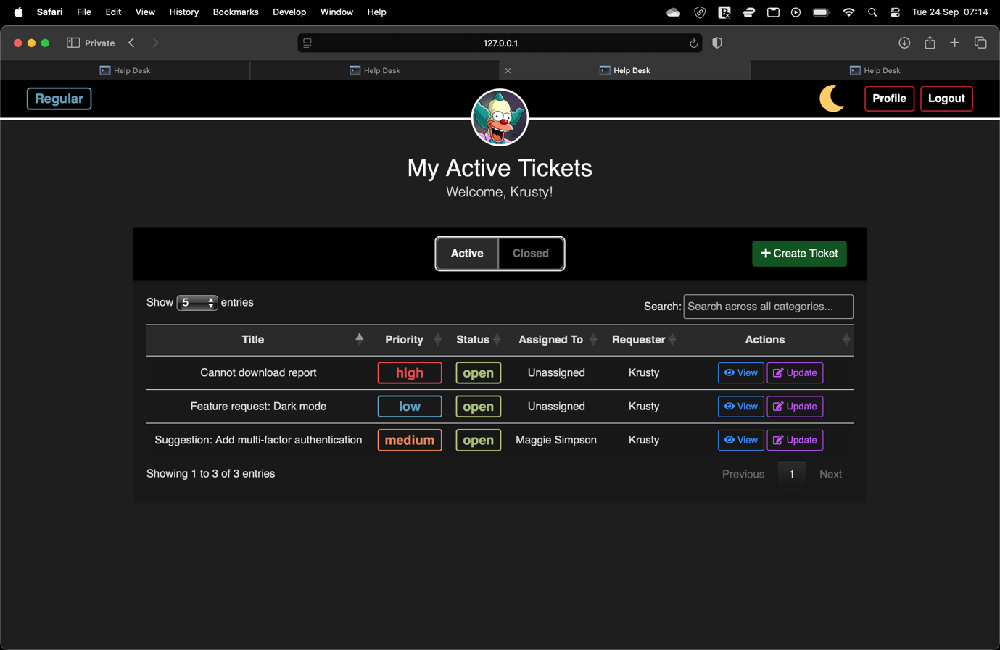 Safari File Edit View History Bookmarks Develop Window Help Tue 24 Sep 07:14
Private 127.0.0.1
Help Desk Help Desk Help Desk Help Desk
Regular Profile Logout
My Active Tickets
Welcome, Krusty!
Active Closed + Create Ticket
Show 5 entries Search: Search across all categories...
Title Priority Status Assigned To Requester Actions
Cannot download report high open Unassigned Krusty View Update
Feature request: Dark mode low open Unassigned Krusty View Update
Suggestion: Add multi-factor authentication medium open Maggie Simpson Krusty View Update
Showing 1 to 3 of 3 entries Previous 1 Next